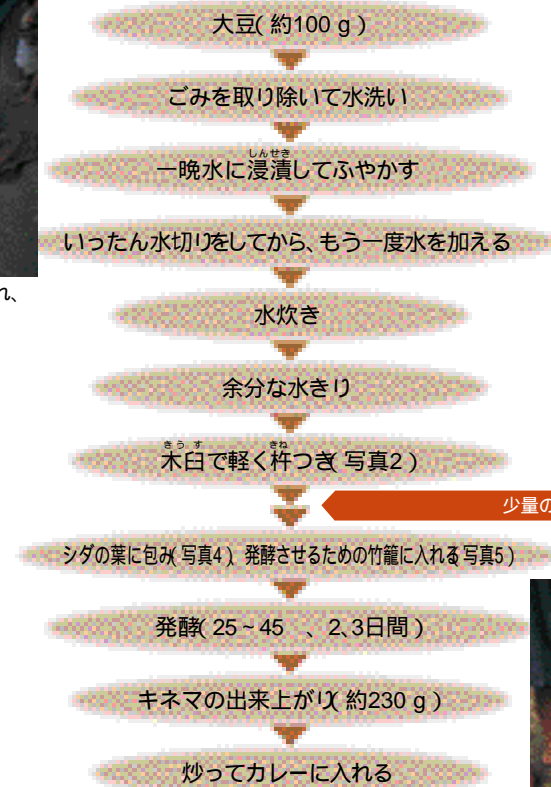 大豆(約100 g)
ごみを取り除いて水洗い
しんせき
一晩水に浸漬してふやかす
いったん水切りをしてから、もう一度水を加える
れ、
水炊き
余分な水きり
きうす きね
木臼で軽く杵つき(写真2)
少量の
シダの葉に包み(写真4)、発酵させるための竹籠に入れる(写真5)
発酵(25~45 、2、3日間)
キネマの出来上がり(約230 g)
炒ってカレーに入れる